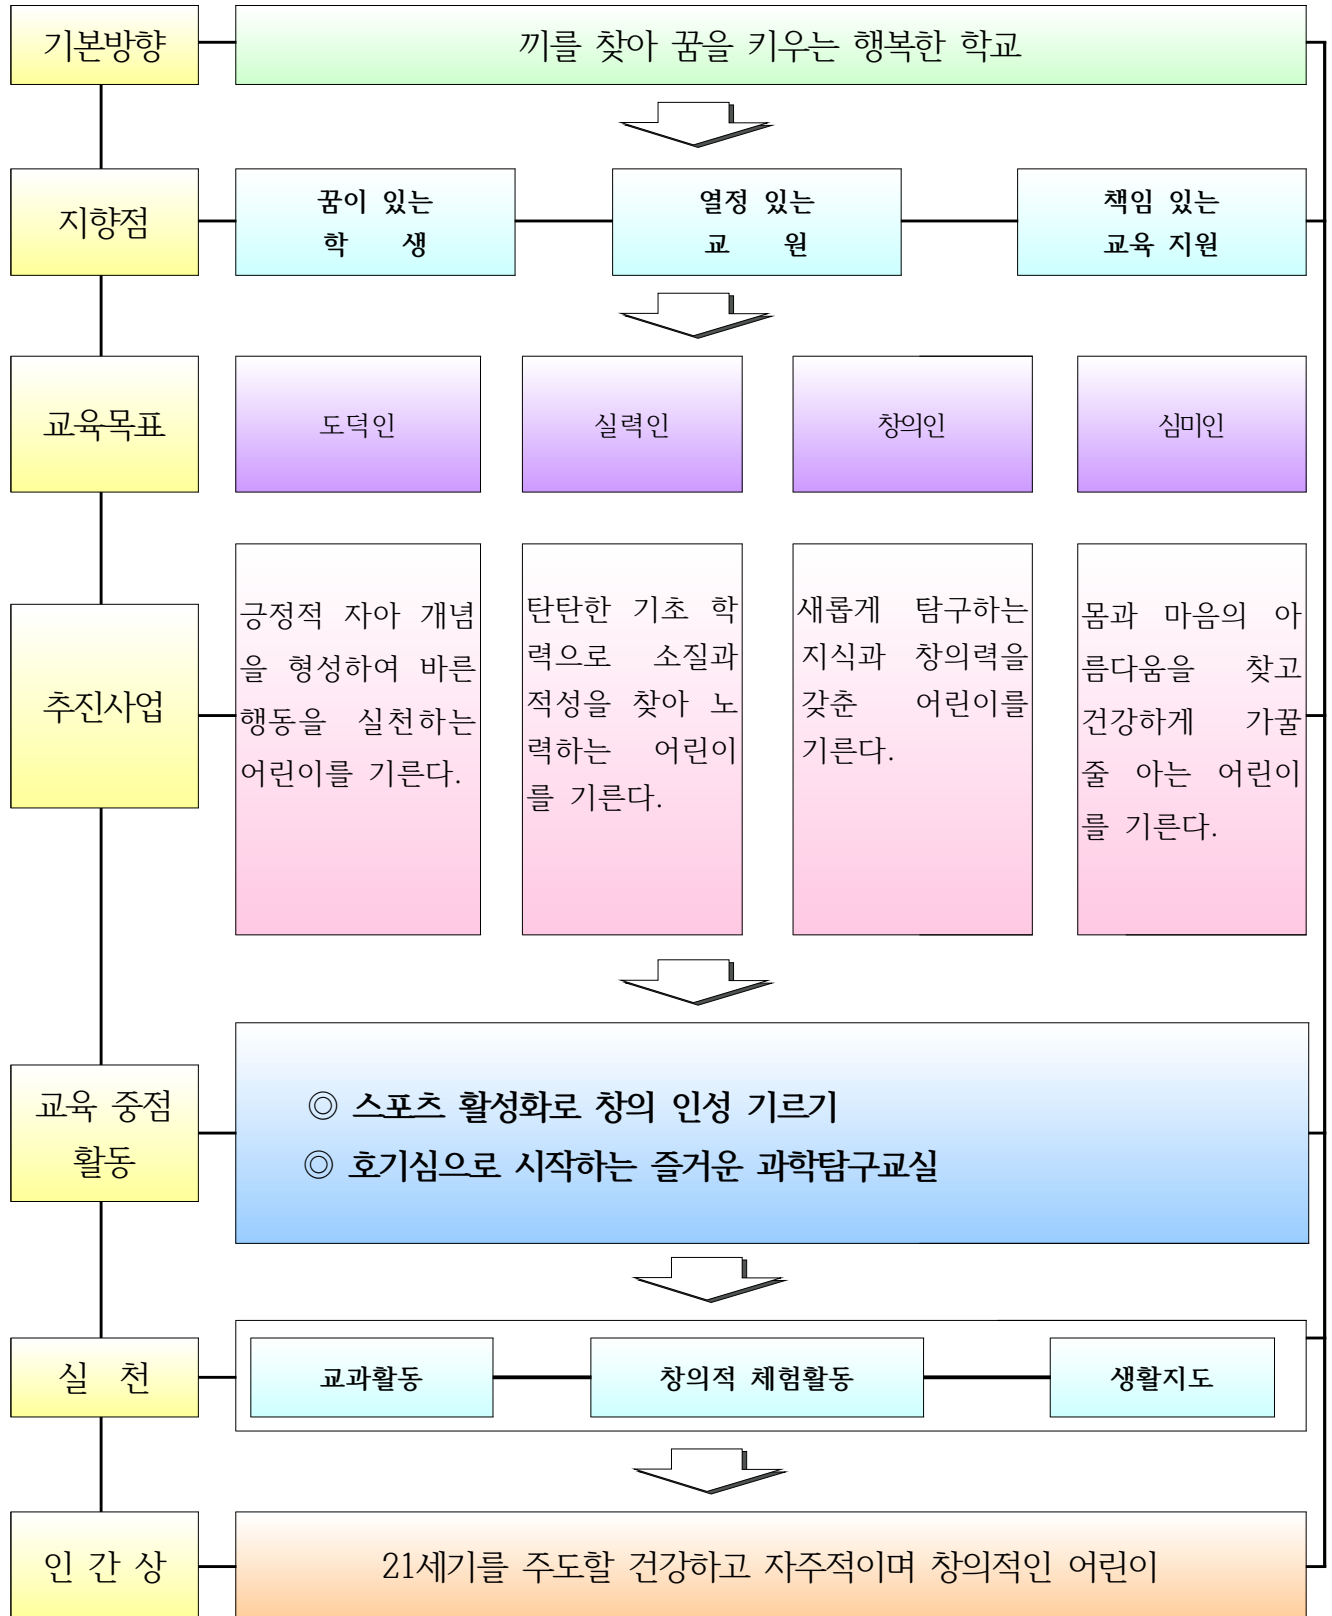 기본방향
끼를 찾아 꿈을 키우는 행복한 학교
지향점
꿈이 있는
학 생
열정 있는
교 원
책임 있는
교육 지원
교육목표
도덕인
실력인
창의인
심미인
추진사업
긍정적 자아 개념
을 형성하여 바른
행동을 실천하는
어린이를 기른다.
탄탄한 기초 학
력으로 소질과
적성을 찾아 노
력하는 어린이
를 기른다.
새롭게 탐구하는
지식과 창의력을
갖춘 어린이를
기른다.
몸과 마음의 아
름다움을 찾고
건강하게 가꿀
줄 아는 어린이
를 기른다.
교육 중점
활동
◎ 스포츠 활성화로 창의 인성 기르기
◎ 호기심으로 시작하는 즐거운 과학탐구교실
실 천
교과활동
창의적 체험활동
생활지도
인 간 상
21세기를 주도할 건강하고 자주적이며 창의적인 어린이